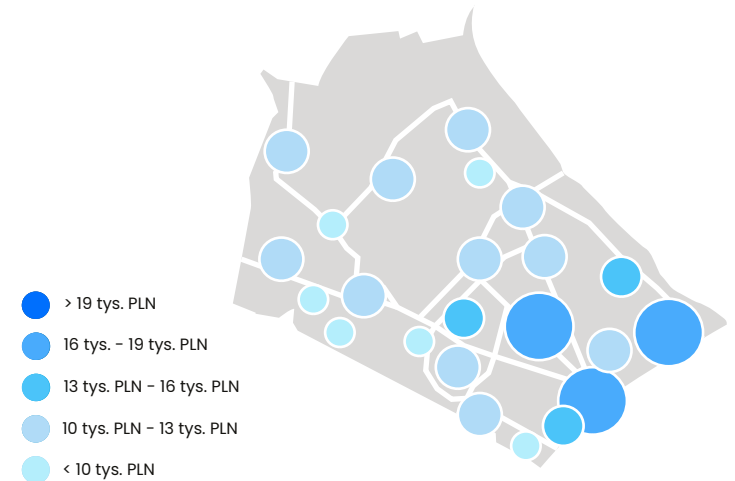 > 19 tys. PLN
16 tys. - 19 tys. PLN
13 tys. PLN - 16 tys. PLN
10 tys. PLN - 13 tys. PLN
< 10 tys. PLN